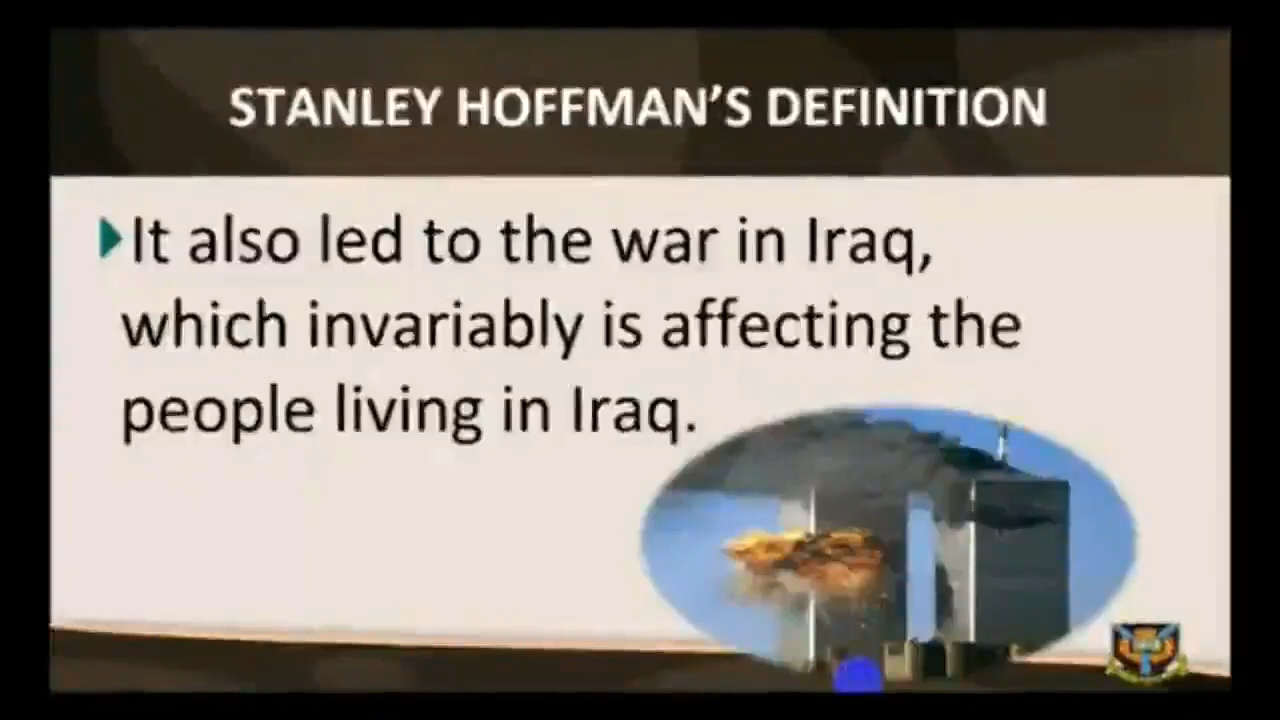 STANLEY HOFFMAN’S DEFINITION
It also led to the war in Iraq,
which invariably is affecting the
people living in Iraq.